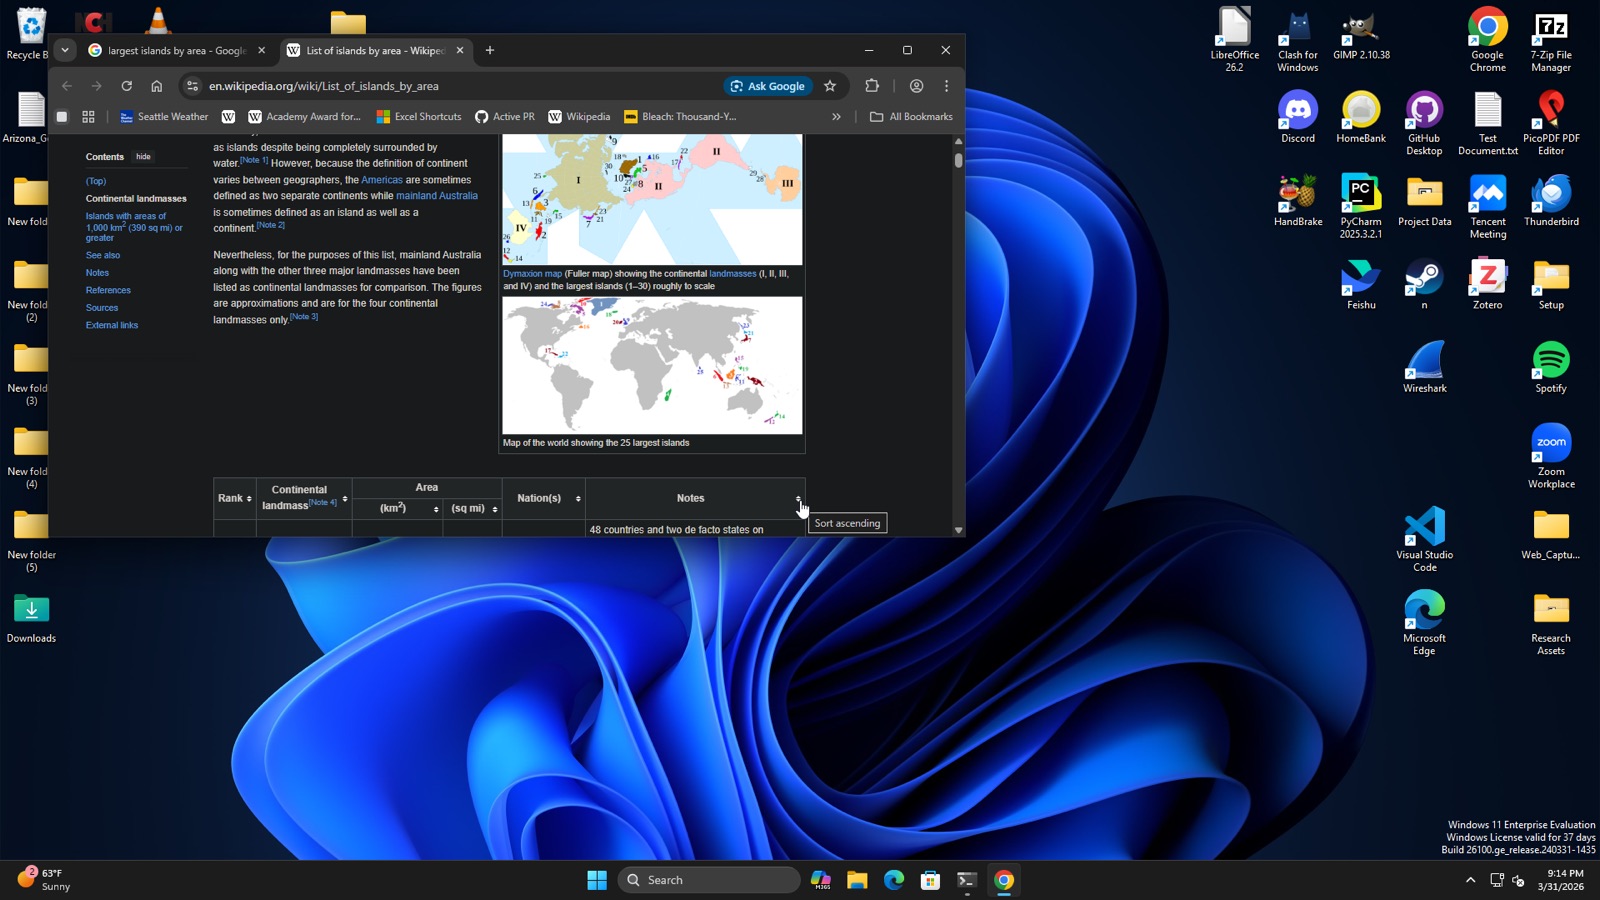 Recycle B
Arizona_G
New fold
New fold
(2)
New fold
(3)
New fold
(4)
New folder
(5)
Downloads
largest islands by area - Google
List of islands by area - Wikiped
en.wikipedia.org/wiki/List_of_islands_by_area
Ask Google
Seattle Weather
Academy Award for...
Excel Shortcuts
Active PR
Wikipedia
Bleach: Thousand-Y...
All Bookmarks
Contents hide
(Top)
Continental landmasses
Islands with areas of
1,000 km² (390 sq mi) or
greater
See also
Notes
References
Sources
External links
as islands despite being completely surrounded by
water.[Note 1] However, because the definition of continent
varies between geographers, the Americas are sometimes
defined as two separate continents while mainland Australia
is sometimes defined as an island as well as a
continent.[Note 2]
Nevertheless, for the purposes of this list, mainland Australia
along with the other three major landmasses have been
listed as continental landmasses for comparison. The figures
are approximations and are for the four continental
landmasses only.[Note 3]
I
II
II
III
IV
Dymaxion map (Fuller map) showing the continental landmasses (I, II, III,
and IV) and the largest islands (1–30) roughly to scale
Map of the world showing the 25 largest islands
Rank
Continental
landmass[Note 4]
Area
(km²)
(sq mi)
Nation(s)
Notes
48 countries and two de facto states on
Sort ascending
LibreOffice
26.2
Clash for
Windows
GIMP 2.10.38
Google
Chrome
7-Zip File
Manager
Discord
HomeBank
GitHub
Desktop
Test
Document.txt
PicoPDF PDF
Editor
HandBrake
PyCharm
2025.3.2.1
Project Data
Tencent
Meeting
Thunderbird
Feishu
n
Zotero
Setup
Wireshark
Spotify
zoom
Zoom
Workplace
Visual Studio
Code
Web_Captu...
Microsoft
Edge
Research
Assets
Windows 11 Enterprise Evaluation
Windows License valid for 37 days
Build 26100.ge_release.240331-1435
2
63°F
Sunny
Search
9:14 PM
3/31/2026